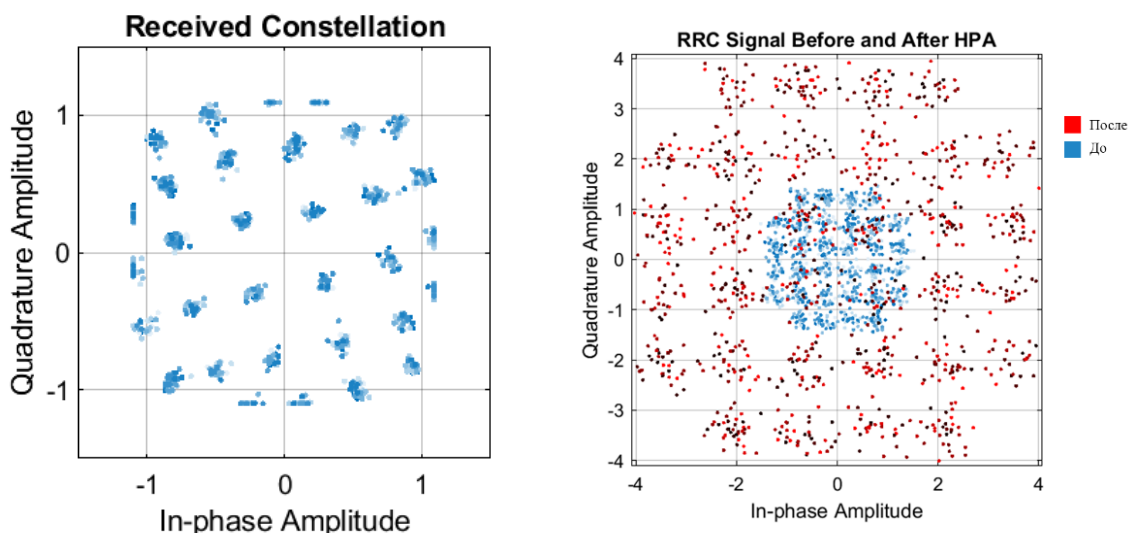 Received Constellation
Quadrature Amplitude
1
0
-1
-1
0
1
In-phase Amplitude
RRC Signal Before and After HPA
Quadrature Amplitude
4
3
2
1
0
-1
-2
-3
-4
-4
-2
0
2
4
In-phase Amplitude
После
До